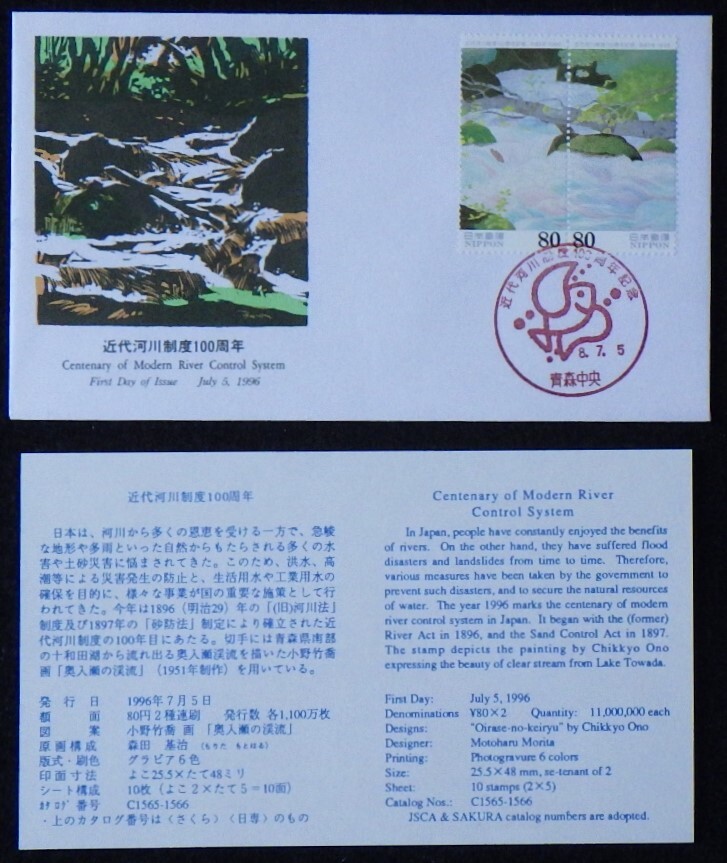 近代河川制度100周年
Centenary of Modern River Control System
First Day of Issue July 5, 1996
日本郵便
NIPPON
80
80
日本郵便
NIPPON
近代河川制度100周年記念
8.7.5
青森中央
近代河川制度100周年
日本は、河川から多くの恩恵を受ける一方で、急峻
な地形や多雨といった自然からもたらされる多くの水
害や土砂災害に悩まされてきた。このため、洪水、高
潮等による災害発生の防止と、生活用水や工業用水の
確保を目的に、様々な事業が国の重要な施策として行
われてきた。今年は1896(明治29)年の「(旧)河川法」
制度及び1897年の「砂防法」制定により確立された近
代河川制度の100年目にあたる。切手には青森県南部
の十和田湖から流れ出る奥入瀬渓流を描いた小野竹喬
画「奥入瀬の渓流」(1951年制作)を用いている。
発行日 1996年7月5日
額面 80円2種連刷 発行数 各1,100万枚
図案 小野竹喬 画「奥入瀬の渓流」
原画構成 森田 基治 (もりた もとはる)
版式・刷色 グラビア6色
印面寸法 よこ25.5×たて48ミリ
シート構成 10枚(よこ2×たて5=10面)
カタログ番号 C1565-1566
・上のカタログ番号は〈さくら〉〈日専〉のもの
Centenary of Modern River
Control System
In Japan, people have constantly enjoyed the benefits
of rivers. On the other hand, they have suffered flood
disasters and landslides from time to time. Therefore,
various measures have been taken by the government to
prevent such disasters, and to secure the natural resources
of water. The year 1996 marks the centenary of modern
river control system in Japan. It began with the (former)
River Act in 1896, and the Sand Control Act in 1897.
The stamp depicts the painting by Chikkyo Ono
expressing the beauty of clear stream from Lake Towada.
First Day: July 5, 1996
Denominations ¥80×2 Quantity: 11,000,000 each
Designs: "Oirase-no-keiryu" by Chikkyo Ono
Designer: Motoharu Morita
Printing: Photogravure 6 colors
Size: 25.5×48 mm, se-tenant of 2
Sheet: 10 stamps (2×5)
Catalog Nos.: C1565-1566
JSCA & SAKURA catalog numbers are adopted.